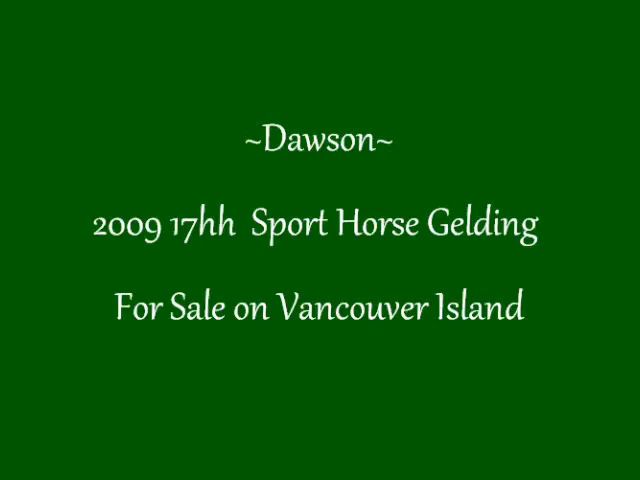 ~Dawson~
2009 17hh Sport Horse Gelding
For Sale on Vancouver Island